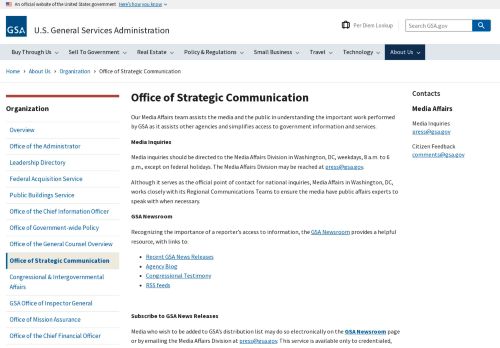 An official website of the United States government Here's how you know
GSA U.S. General Services Administration
Per Diem Lookup
Search GSA.gov
Buy Through Us Sell To Government Real Estate Policy & Regulations Small Business Travel Technology About Us
Home › About Us › Organization › Office of Strategic Communication
Organization
Overview
Office of the Administrator
Leadership Directory
Federal Acquisition Service
Public Buildings Service
Office of the Chief Information Officer
Office of Government-wide Policy
Office of the General Counsel Overview
Office of Strategic Communication
Congressional & Intergovernmental
Affairs
GSA Office of Inspector General
Office of Mission Assurance
Office of the Chief Financial Officer
Office of Strategic Communication
Our Media Affairs team assists the media and the public in understanding the important work performed
by GSA as it assists other agencies and simplifies access to government information and services.
Media Inquiries
Media inquiries should be directed to the Media Affairs Division in Washington, DC, weekdays, 8 a.m. to 6
p.m., except on federal holidays. The Media Affairs Division may be reached at press@gsa.gov.
Although it serves as the official point of contact for national inquiries, Media Affairs in Washington, DC,
works closely with its Regional Communications Teams to ensure the media have public affairs experts to
speak with when necessary.
GSA Newsroom
Recognizing the importance of a reporter's access to information, the GSA Newsroom provides a helpful
resource, with links to:
• Recent GSA News Releases
• Agency Blog
• Congressional Testimony
• RSS feeds
Subscribe to GSA News Releases
Media who wish to be added to GSA's distribution list may do so electronically on the GSA Newsroom page
or by emailing the Media Affairs Division at press@gsa.gov. This service is available only to credentialed,
Contacts
Media Affairs
Media Inquiries
press@gsa.gov
Citizen Feedback
comments@gsa.gov